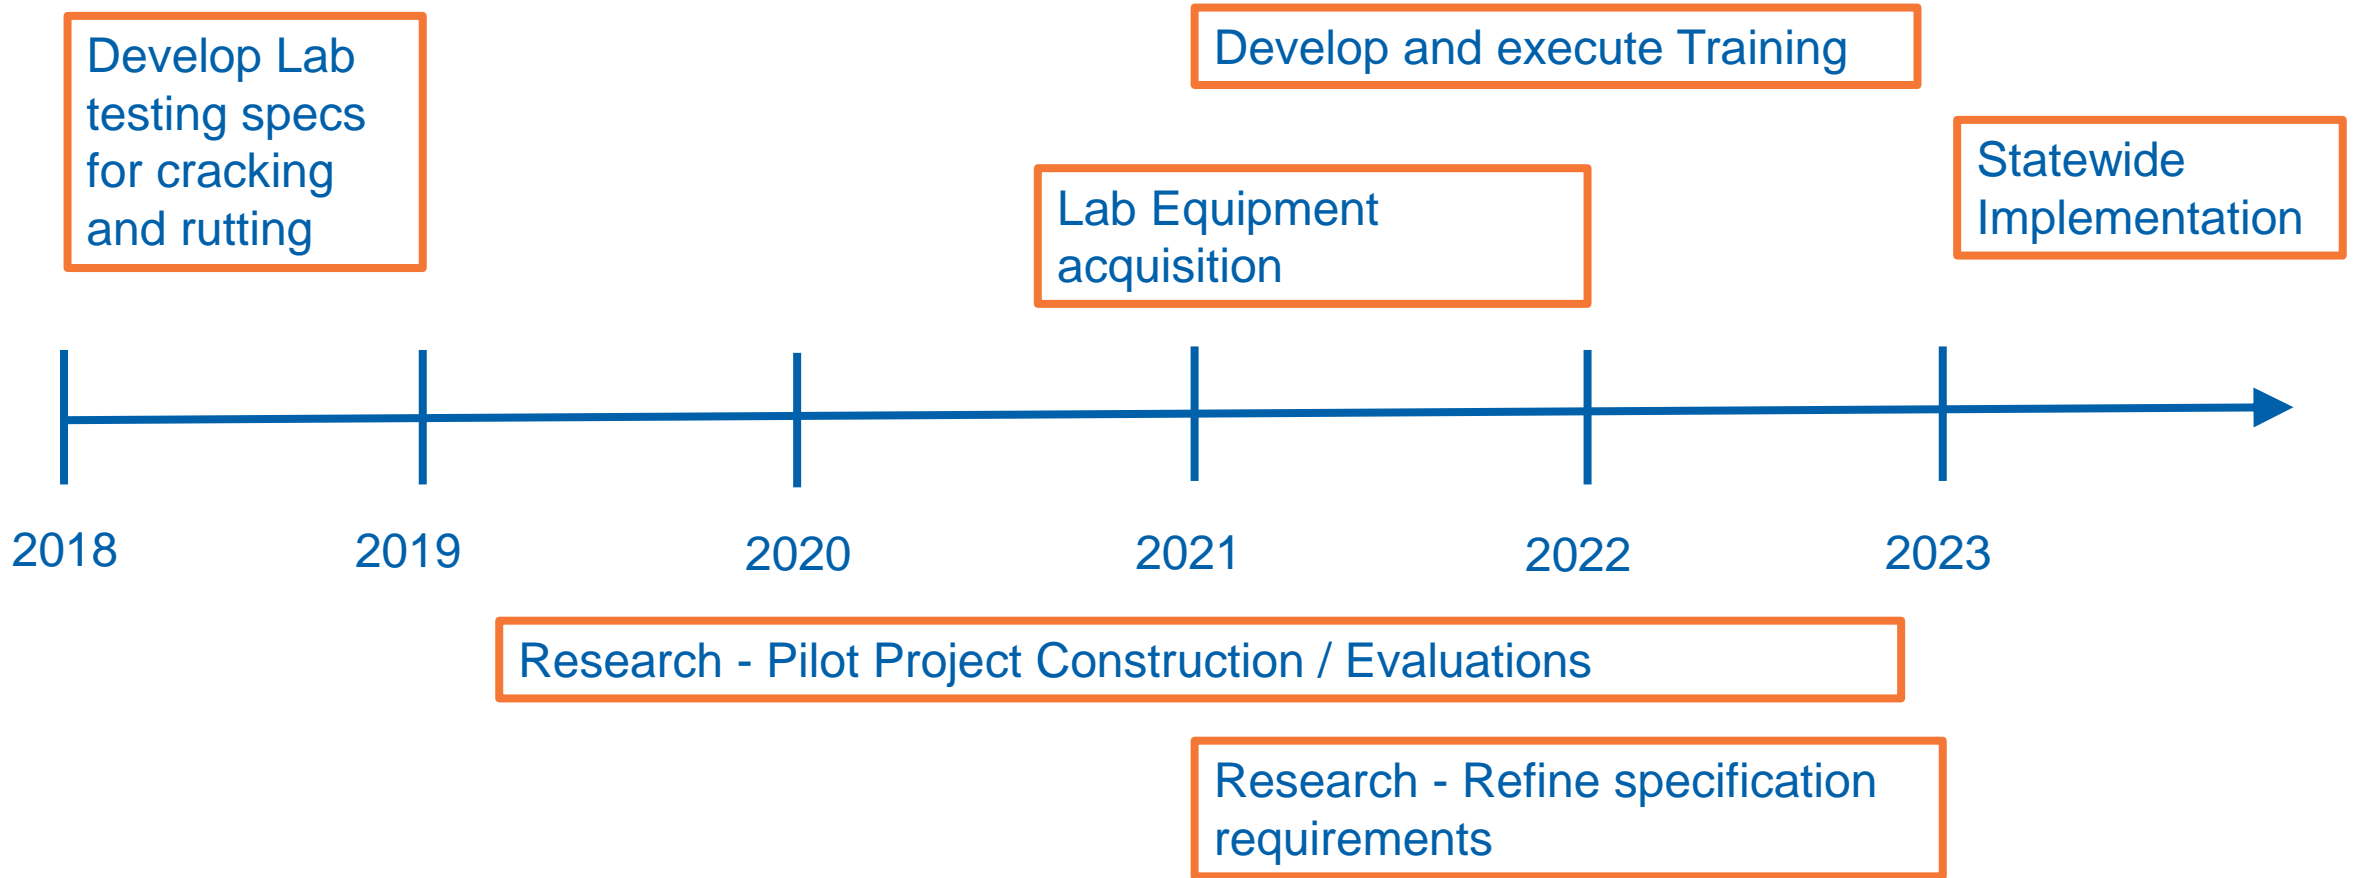 Develop Lab
testing specs
for cracking
and rutting
Develop and execute Training
Lab Equipment
acquisition
Statewide
Implementation
2018
2019
2020
2021
2022
2023
Research - Pilot Project Construction / Evaluations
Research - Refine specification
requirements